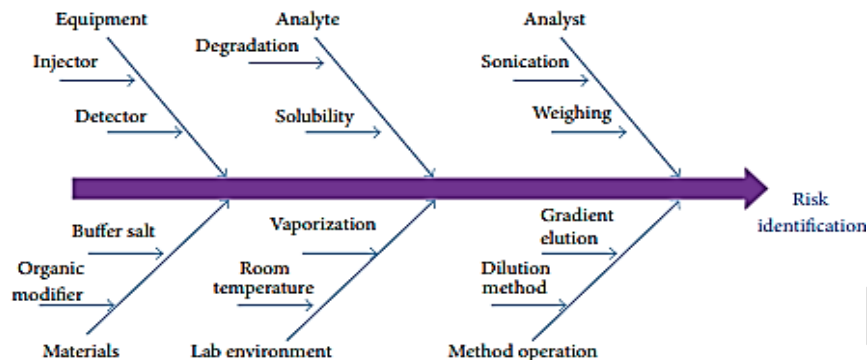 Equipment
Analyte
Analyst
Injector
Degradation
Sonication
Detector
Solubility
Weighing
Risk
identification
Buffer salt
Vaporization
Gradient
elution
Organic
modifier
Room
temperature
Dilution
method
Materials
Lab environment
Method operation